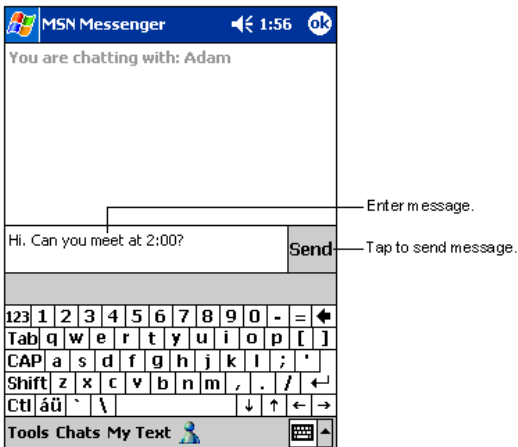 MSN Messenger 1:56 ok
You are chatting with: Adam
Enter message.
Hi. Can you meet at 2:00?
Send
Tap to send message.
123 1 2 3 4 5 6 7 8 9 0 - =
Tab q w e r t y u i o p [ ]
CAP a s d f g h j k l ; '
Shift z x c v b n m , . /
Ctl áü ` \
Tools Chats My Text